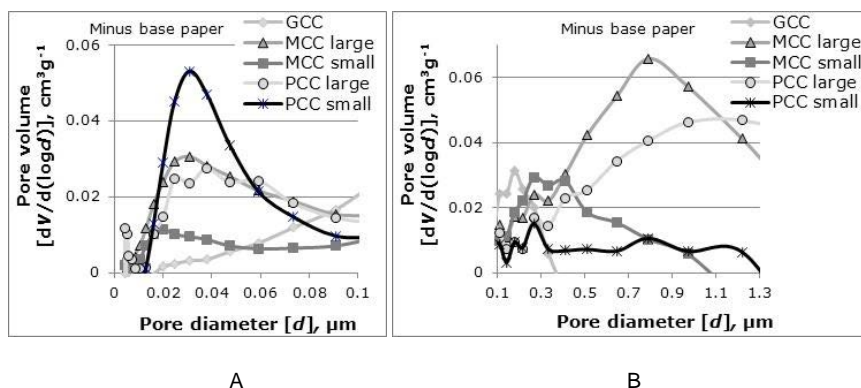 Minus base paper
GCC
MCC large
MCC small
PCC large
PCC small
Pore volume
[dV/d(logd)], cm³g⁻¹
0.06
0.04
0.02
0
0 0.02 0.04 0.06 0.08 0.1
Pore diameter [d], µm
A
Minus base paper
GCC
MCC large
MCC small
PCC large
PCC small
Pore volume
[dV/d(logd)], cm³g⁻¹
0.06
0.04
0.02
0
0.1 0.3 0.5 0.7 0.9 1.1 1.3
Pore diameter [d], µm
B